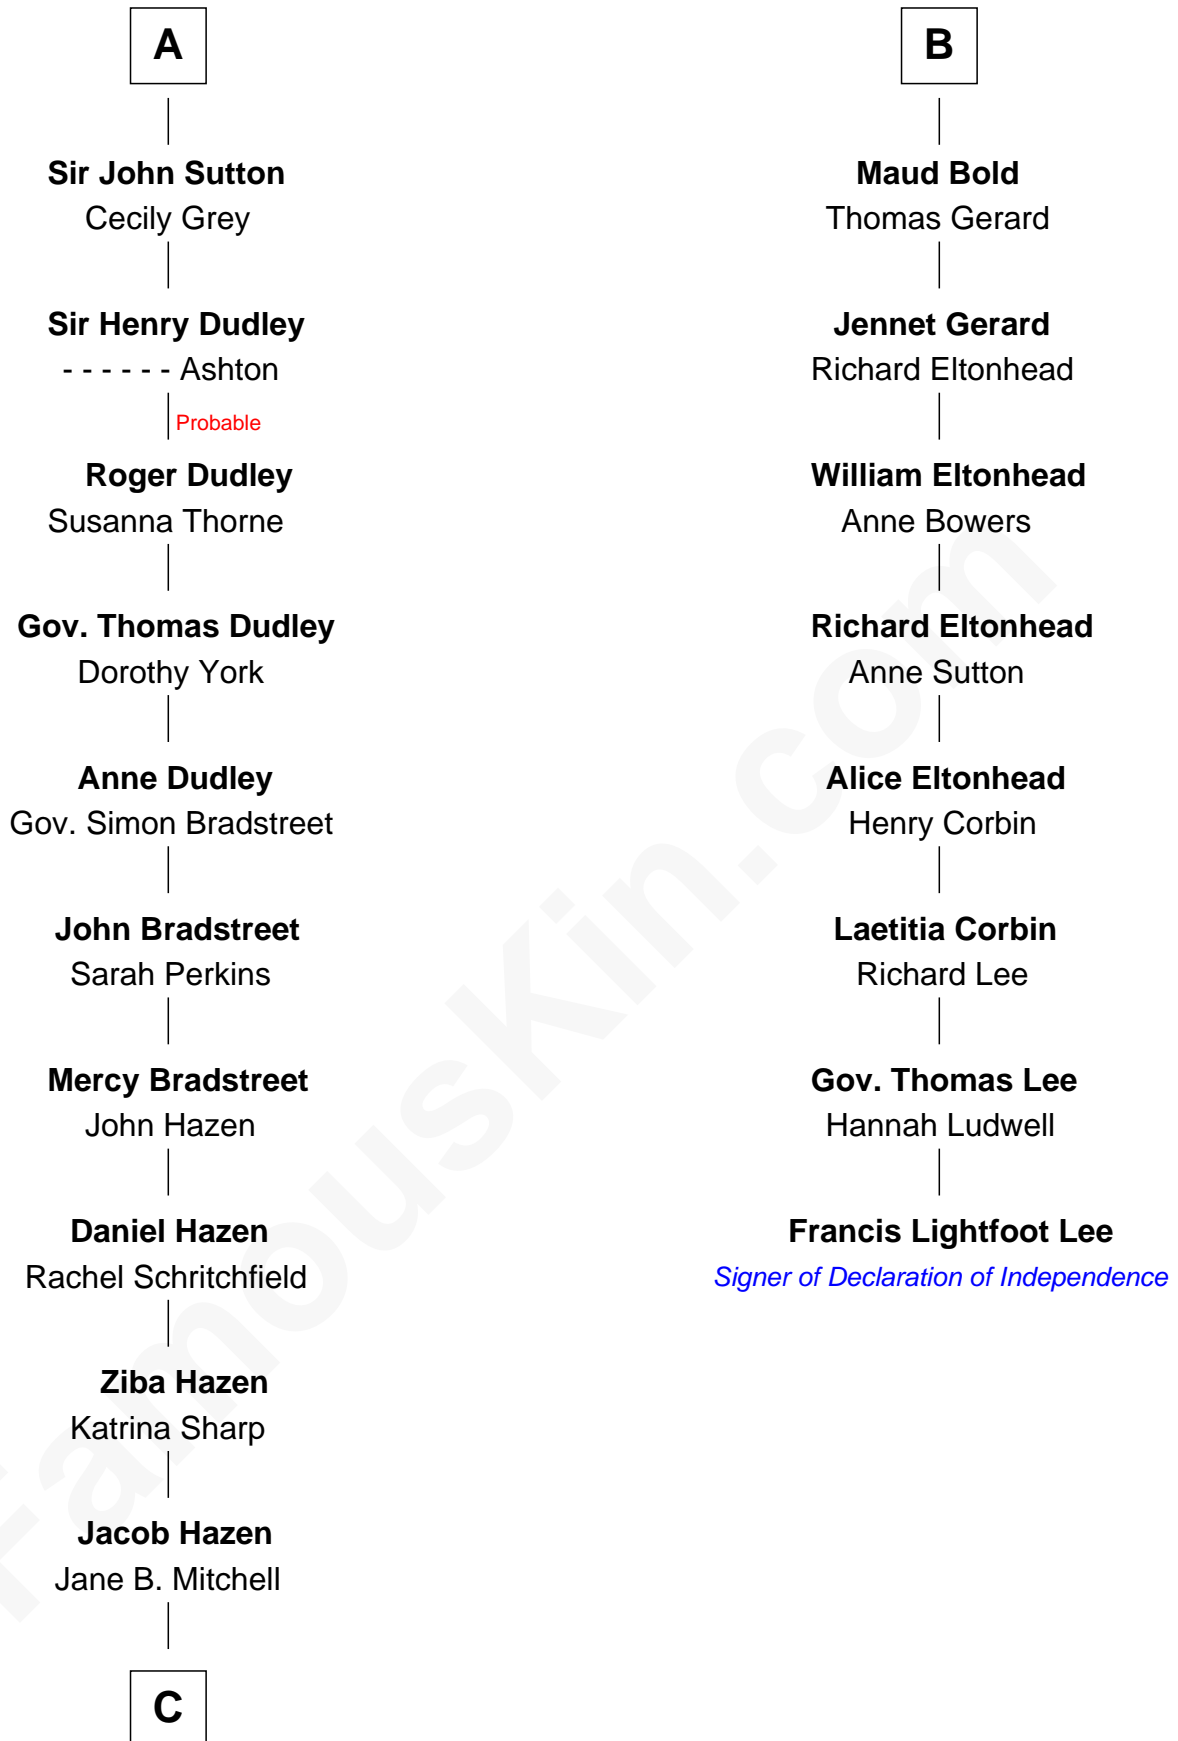 A
Sir John Sutton
Cecily Grey
Sir Henry Dudley
- - - - - - Ashton
Probable
Roger Dudley
Susanna Thorne
Gov. Thomas Dudley
Dorothy York
Anne Dudley
Gov. Simon Bradstreet
John Bradstreet
Sarah Perkins
Mercy Bradstreet
John Hazen
Daniel Hazen
Rachel Schritchfield
Ziba Hazen
Katrina Sharp
Jacob Hazen
Jane B. Mitchell
C
B
Maud Bold
Thomas Gerard
Jennet Gerard
Richard Eltonhead
William Eltonhead
Anne Bowers
Richard Eltonhead
Anne Sutton
Alice Eltonhead
Henry Corbin
Laetitia Corbin
Richard Lee
Gov. Thomas Lee
Hannah Ludwell
Francis Lightfoot Lee
Signer of Declaration of Independence
FamousKin.com